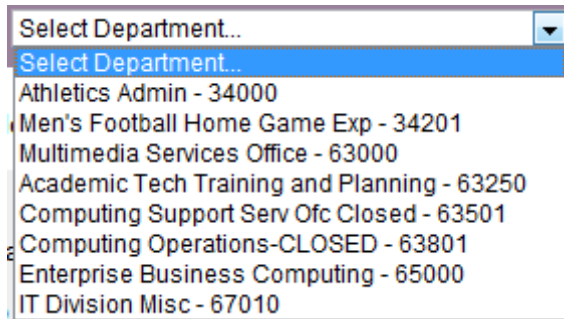 Select Department...
Select Department...
Athletics Admin - 34000
Men's Football Home Game Exp - 34201
Multimedia Services Office - 63000
Academic Tech Training and Planning - 63250
Computing Support Serv Ofc Closed - 63501
Computing Operations-CLOSED - 63801
Enterprise Business Computing - 65000
IT Division Misc - 67010